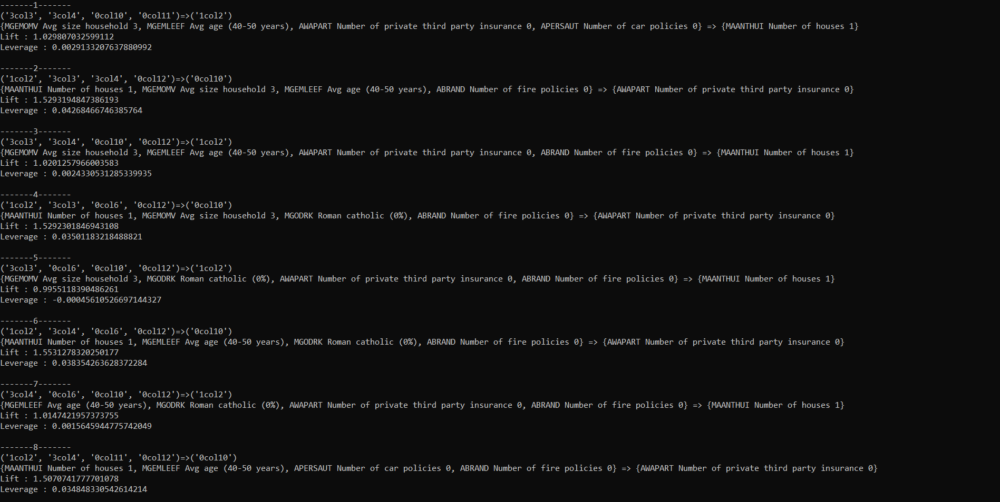 -------1-------
('3col3', '3col4', '0col10', '0col11')=>('1col2')
{MGEMOMV Avg size household 3, MGEMLEEF Avg age (40-50 years), AWAPART Number of private third party insurance 0, APERSAUT Number of car policies 0} => {MAANTHUI Number of houses 1}
Lift : 1.029807032599112
Leverage : 0.0029133207637880992
-------2-------
('1col2', '3col3', '3col4', '0col12')=>('0col10')
{MAANTHUI Number of houses 1, MGEMOMV Avg size household 3, MGEMLEEF Avg age (40-50 years), ABRAND Number of fire policies 0} => {AWAPART Number of private third party insurance 0}
Lift : 1.5293194847386193
Leverage : 0.04268466746385764
-------3-------
('3col3', '3col4', '0col10', '0col12')=>('1col2')
{MGEMOMV Avg size household 3, MGEMLEEF Avg age (40-50 years), AWAPART Number of private third party insurance 0, ABRAND Number of fire policies 0} => {MAANTHUI Number of houses 1}
Lift : 1.0201257966003583
Leverage : 0.0024330531285339935
-------4-------
('1col2', '3col3', '0col6', '0col12')=>('0col10')
{MAANTHUI Number of houses 1, MGEMOMV Avg size household 3, MGODRK Roman catholic (0%), ABRAND Number of fire policies 0} => {AWAPART Number of private third party insurance 0}
Lift : 1.5292301846943108
Leverage : 0.03501183218488821
-------5-------
('3col3', '0col6', '0col10', '0col12')=>('1col2')
{MGEMOMV Avg size household 3, MGODRK Roman catholic (0%), AWAPART Number of private third party insurance 0, ABRAND Number of fire policies 0} => {MAANTHUI Number of houses 1}
Lift : 0.9955118390486261
Leverage : -0.00045610526697144327
-------6-------
('1col2', '3col4', '0col6', '0col12')=>('0col10')
{MAANTHUI Number of houses 1, MGEMLEEF Avg age (40-50 years), MGODRK Roman catholic (0%), ABRAND Number of fire policies 0} => {AWAPART Number of private third party insurance 0}
Lift : 1.5531278320250177
Leverage : 0.038354263628372284
-------7-------
('3col4', '0col6', '0col10', '0col12')=>('1col2')
{MGEMLEEF Avg age (40-50 years), MGODRK Roman catholic (0%), AWAPART Number of private third party insurance 0, ABRAND Number of fire policies 0} => {MAANTHUI Number of houses 1}
Lift : 1.0147421957373755
Leverage : 0.0015645944775742049
-------8-------
('1col2', '3col4', '0col11', '0col12')=>('0col10')
{MAANTHUI Number of houses 1, MGEMLEEF Avg age (40-50 years), APERSAUT Number of car policies 0, ABRAND Number of fire policies 0} => {AWAPART Number of private third party insurance 0}
Lift : 1.5070741777701078
Leverage : 0.034848330542614214